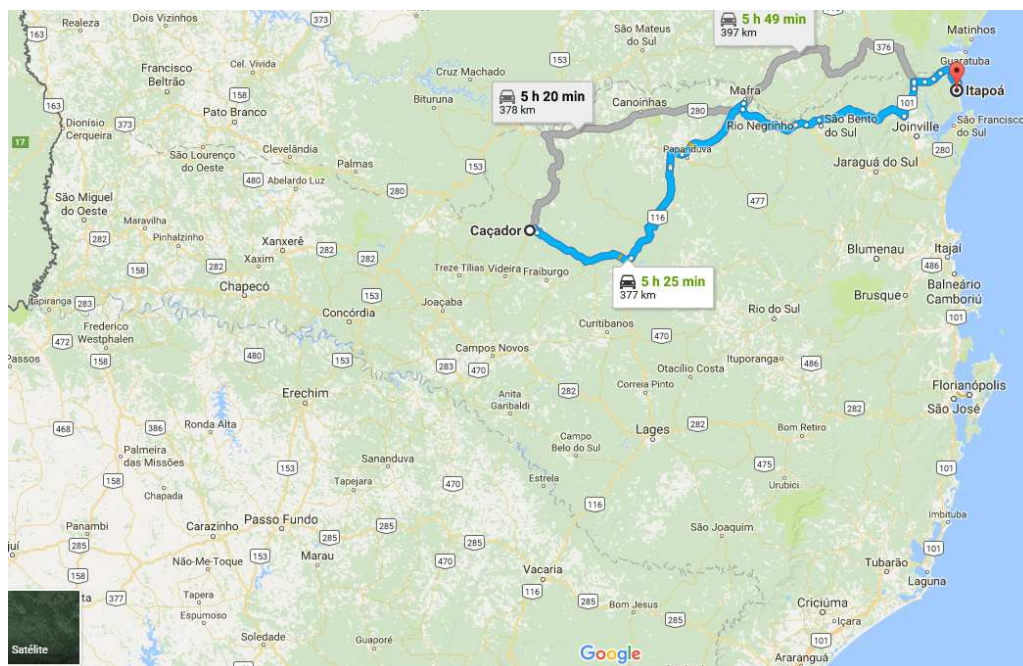 Realeza
Dois Vizinhos
373
São Mateus
do Sul
5 h 49 min
397 km
Matinhos
163
153
376
Guaratuba
Itapoá
Francisco
Beltrão
Cel. Vivida
Cruz Machado
158
Bituruna
5 h 20 min
378 km
Canoinhas
280
Mafra
Rio Negrinho
São Bento
do Sul
101
Joinville
São Francisco
do Sul
163
Dionísio
Cerqueira
373
Pato Branco
17
São Lourenço
do Oeste
Clevelândia
Palmas
153
Papanduva
Jaraguá do Sul
280
480
Abelardo Luz
280
477
São Miguel
do Oeste
Maravilha
Pinhalzinho
282
282
Xanxerê
Xaxim
Caçador
116
Blumenau
Itajaí
486
Balneário
Camboriú
158
282
Chapecó
Treze Tílias
Videira
Fraiburgo
5 h 25 min
377 km
Brusque
Itapiranga
283
153
Joaçaba
Rio do Sul
101
Concórdia
Curitibanos
470
472
Frederico
Westphalen
158
Passos
480
153
283
470
Campos Novos
Ituporanga
486
Otacílio Costa
Correia Pinto
Anita
Garibaldi
282
Florianópolis
São José
Erechim
468
386
Ronda Alta
Lages
282
282
Bom Retiro
Campo
Belo do Sul
Palmeira
das Missões
Sananduva
153
475
101
Tapejara
470
Estrela
Urubici
158
Chapada
116
Imbituba
Panambi
285
Carazinho
Passo Fundo
285
285
São Joaquim
101
juí
Não-Me-Toque
153
Marau
470
Tubarão
Laguna
158
Vacaria
116
377
Tapera
Espumoso
285
Bom Jesus
Criciúma
Içara
101
Satélite
Soledade
Guaporé
Google
Araranguá